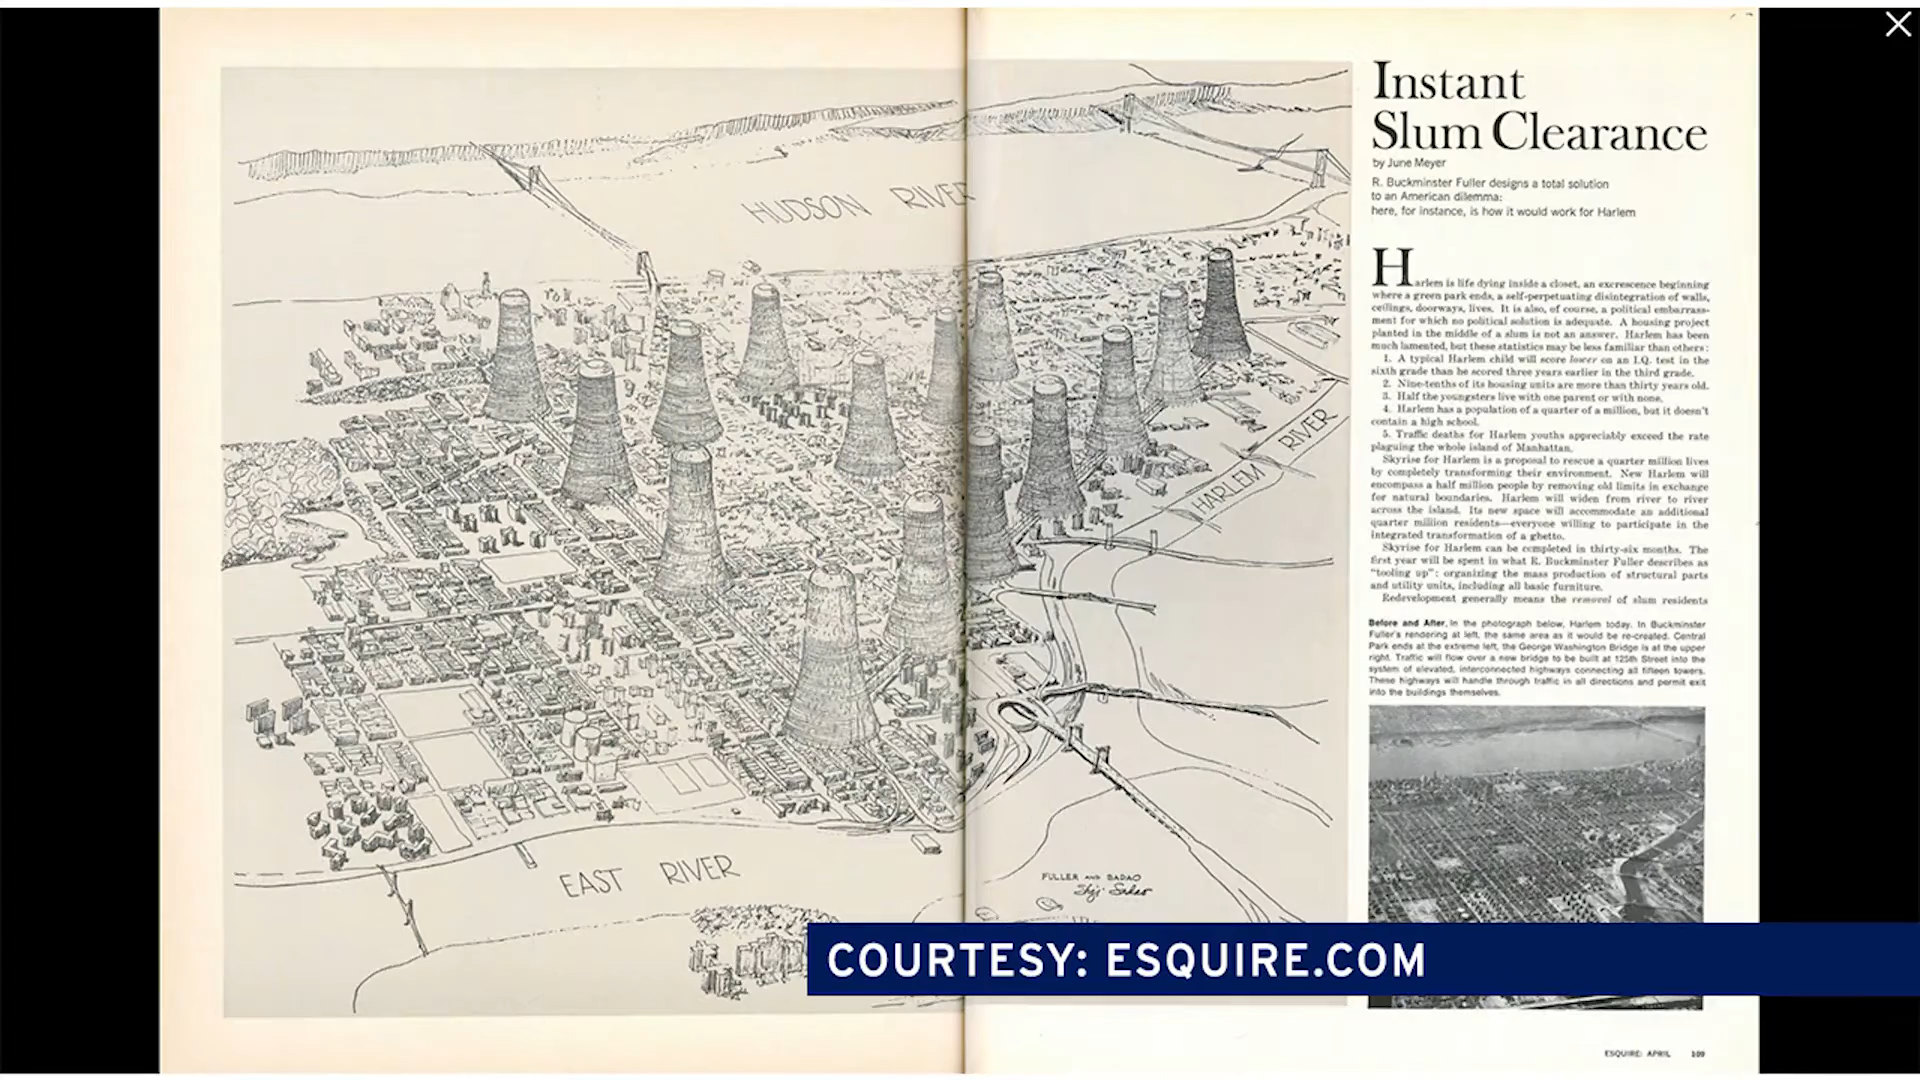 HUDSON RIVER
HARLEM RIVER
EAST RIVER
FULLER AND SADAO
Shoji Sadao
Instant
Slum Clearance
by June Meyer
R. Buckminster Fuller designs a total solution
to an American dilemma:
here, for instance, is how it would work for Harlem
Harlem is life dying inside a closet, an excrescence beginning
where a green park ends, a self-perpetuating disintegration of walls,
ceilings, doorways, lives. It is also, of course, a political embarrass-
ment for which no political solution is adequate. A housing project
planted in the middle of a slum is not an answer. Harlem has been
much lamented, but these statistics may be less familiar than others:
1. A typical Harlem child will score lower on an I.Q. test in the
sixth grade than he scored three years earlier in the third grade.
2. Nine-tenths of its housing units are more than thirty years old.
3. Half the youngsters live with one parent or with none.
4. Harlem has a population of a quarter of a million, but it doesn't
contain a high school.
5. Traffic deaths for Harlem youths appreciably exceed the rate
plaguing the whole island of Manhattan.
Skyrise for Harlem is a proposal to rescue a quarter million lives
by completely transforming their environment. New Harlem will
encompass a half million people by removing old limits in exchange
for natural boundaries. Harlem will widen from river to river
across the island. Its new space will accommodate an additional
quarter million residents—everyone willing to participate in the
integrated transformation of a ghetto.
Skyrise for Harlem can be completed in thirty-six months. The
first year will be spent in what R. Buckminster Fuller describes as
"tooling up": organizing the mass production of structural parts
and utility units, including all basic furniture.
Redevelopment generally means the removal of slum residents
Before and After. In the photograph below, Harlem today. In Buckminster
Fuller's rendering at left, the same area as it would be re-created. Central
Park ends at the extreme left, the George Washington Bridge is at the upper
right. Traffic will flow over a new bridge to be built at 125th Street into the
system of elevated, interconnected highways connecting all fifteen towers.
These highways will handle through traffic in all directions and permit exit
into the buildings themselves.
COURTESY: ESQUIRE.COM
ESQUIRE: APRIL 109